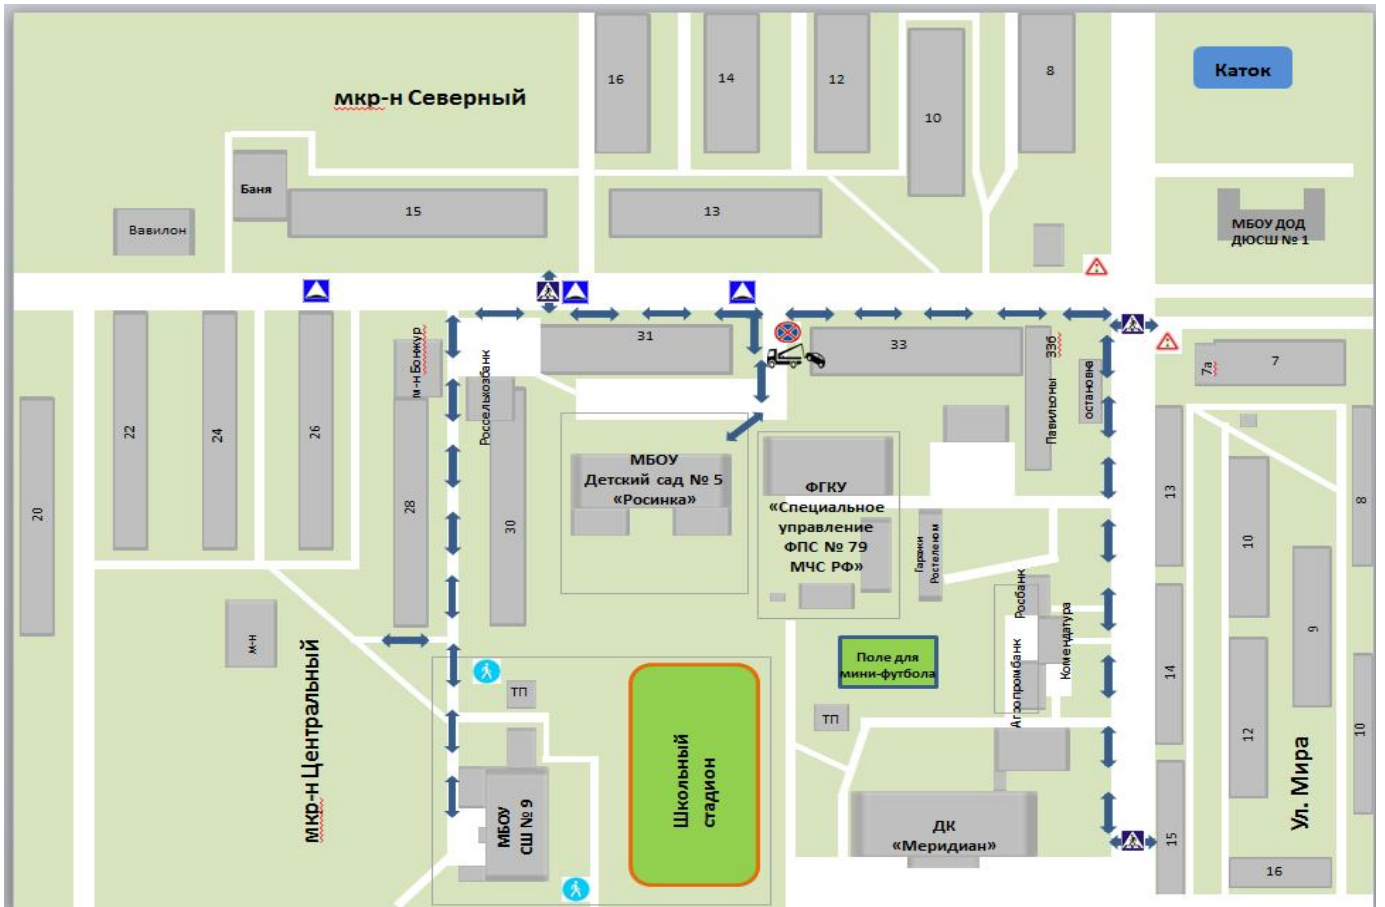 16
14
12
10
8
Каток
мкр-н Северный
Баня
15
13
Вавилон
МБОУ ДОД
ДЮСШ № 1
м-н Бонжур
31
33
33б
Павильоны
остановка
7а
7
Россельхозбанк
20
22
24
26
28
30
МБОУ
Детский сад № 5
«Росинка»
ФГКУ
«Специальное
управление
ФПС № 79
МЧС РФ»
Гаражи
Ростелеком
13
10
8
9
Росбанк
Комендатура
Агропромбанк
м-н
мкр-н Центральный
ТП
Поле для
мини-футбола
ТП
14
12
10
Школьный
стадион
МБОУ
СШ № 9
ДК
«Меридиан»
15
Ул. Мира
16